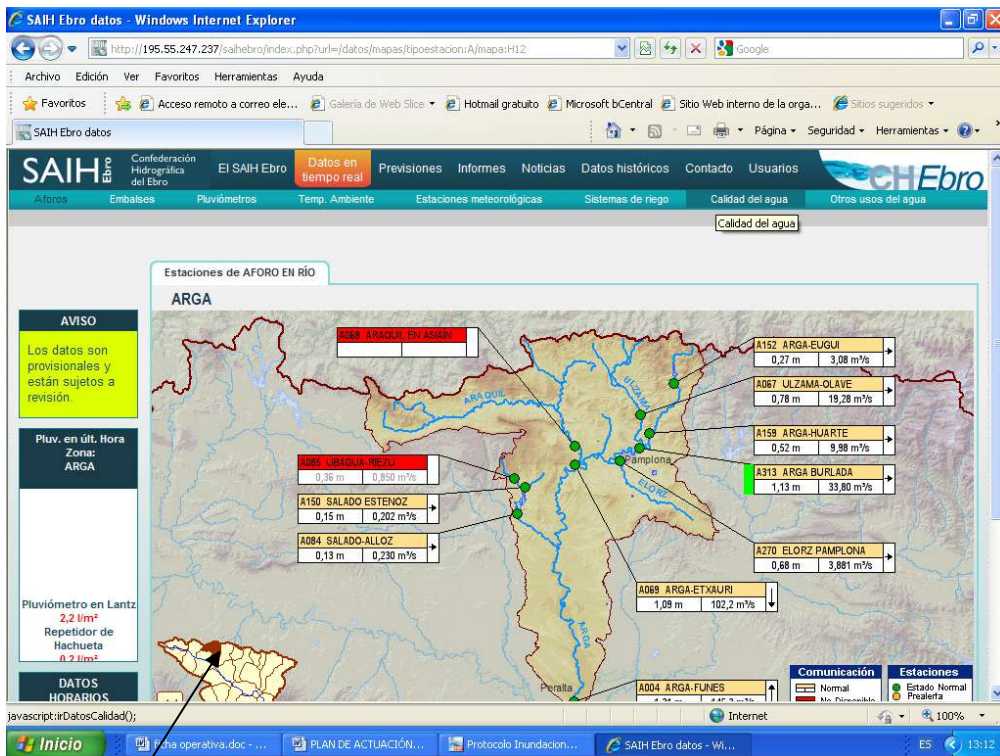 SAIH Ebro datos - Windows Internet Explorer
http://195.55.247.237/saihebro/index.php?url=/datos/mapas/tipoestacion:A/mapa:H12
Google
Archivo Edición Ver Favoritos Herramientas Ayuda
Favoritos Acceso remoto a correo ele... Galería de Web Slice Hotmail gratuito Microsoft bCentral Sitio Web interno de la orga... Sitios sugeridos
SAIH Ebro datos
Página Seguridad Herramientas
SAIH Ebro
Confederación
Hidrográfica
del Ebro
El SAIH Ebro
Datos en
tiempo real
Previsiones Informes Noticias Datos históricos Contacto Usuarios
CHEbro
Aforos Embalses Pluviómetros Temp. Ambiente Estaciones meteorológicas Sistemas de riego Calidad del agua Otros usos del agua
Calidad del agua
Estaciones de AFORO EN RÍO
ARGA
AVISO
Los datos son
provisionales y
están sujetos a
revisión.
Pluv. en últ. Hora
Zona:
ARGA
Pluviómetro en Lantz
2,2 l/m²
Repetidor de
Hachueta
0,2 l/m²
DATOS
HORARIOS
A068 ARAQUIL EN ASIAIN
A152 ARGA-EUGUI
0,27 m 3,08 m³/s
A067 ULZAMA-OLAVE
0,78 m 19,28 m³/s
A159 ARGA-HUARTE
0,52 m 9,98 m³/s
A313 ARGA BURLADA
1,13 m 33,80 m³/s
A065 UBAGUA-RIEZU
0,36 m 0,850 m³/s
A150 SALADO ESTENOZ
0,15 m 0,202 m³/s
A084 SALADO-ALLOZ
0,13 m 0,230 m³/s
A270 ELORZ PAMPLONA
0,68 m 3,881 m³/s
A069 ARGA-ETXAURI
1,09 m 102,2 m³/s
A004 ARGA-FUNES
ARAQUIL
ULZAMA
Pamplona
ELORZ
ARGA
Peralta
Comunicación
Normal
No Disponible
Estaciones
Estado Normal
Prealerta
javascript:irDatosCalidad();
Internet
100%
Inicio
ficha operativa.doc - ...
PLAN DE ACTUACIÓN...
Protocolo Inundacion...
SAIH Ebro datos - Wi...
ES
13:12